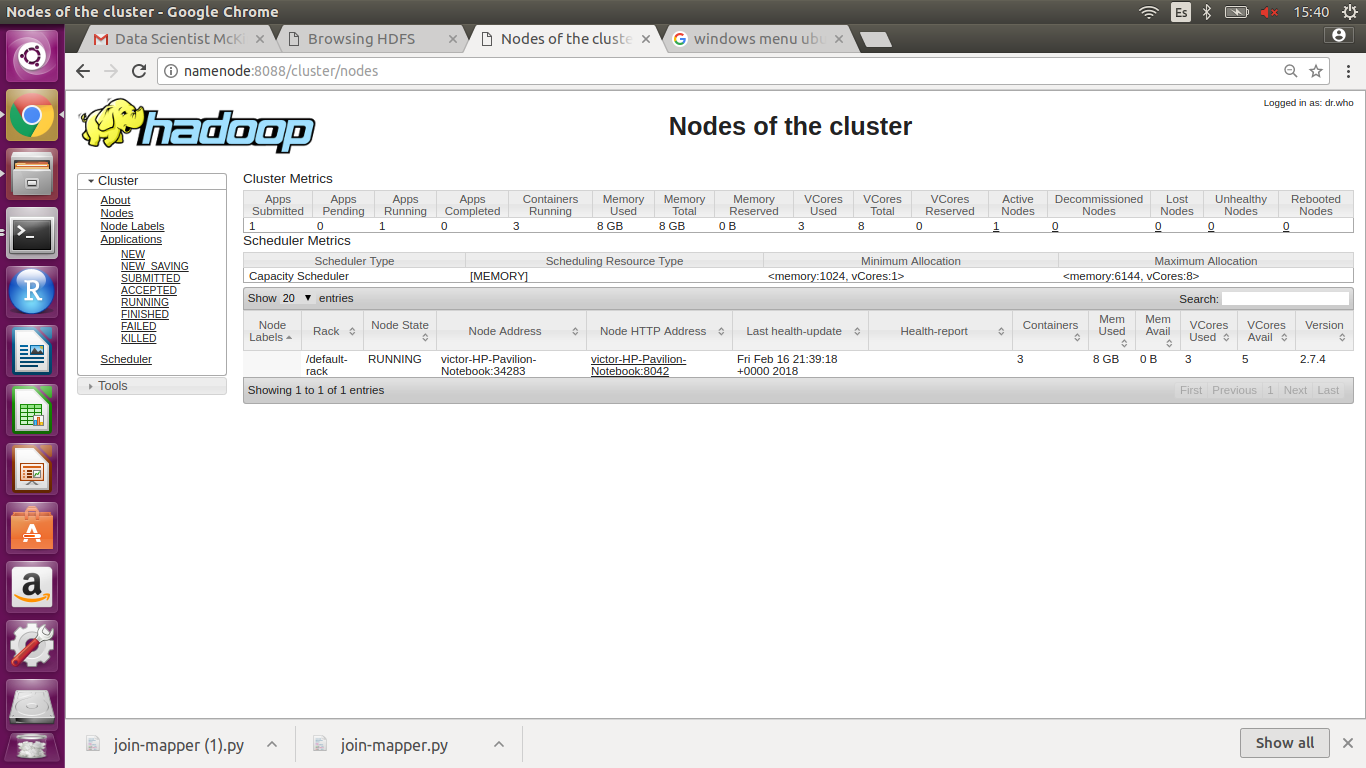 Nodes of the cluster - Google Chrome
Es
15:40
Data Scientist McK
Browsing HDFS
Nodes of the cluste
windows menu ubu
namenode:8088/cluster/nodes
hadoop
Nodes of the cluster
Logged in as: dr.who
Cluster
About
Nodes
Node Labels
Applications
NEW
NEW_SAVING
SUBMITTED
ACCEPTED
RUNNING
FINISHED
FAILED
KILLED
Scheduler
Tools
Cluster Metrics
Apps Submitted Apps Pending Apps Running Apps Completed Containers Running Memory Used Memory Total Memory Reserved VCores Used VCores Total VCores Reserved Active Nodes Decommissioned Nodes Lost Nodes Unhealthy Nodes Rebooted Nodes
1 0 1 0 3 8 GB 8 GB 0 B 3 8 0 1 0 0 0 0
Scheduler Metrics
Scheduler Type Scheduling Resource Type Minimum Allocation Maximum Allocation
Capacity Scheduler [MEMORY] <memory:1024, vCores:1> <memory:6144, vCores:8>
Show 20 entries Search:
Node Labels Rack Node State Node Address Node HTTP Address Last health-update Health-report Containers Mem Used Mem Avail VCores Used VCores Avail Version
/default-rack RUNNING victor-HP-Pavilion-Notebook:34283 victor-HP-Pavilion-Notebook:8042 Fri Feb 16 21:39:18 +0000 2018 3 8 GB 0 B 3 5 2.7.4
Showing 1 to 1 of 1 entries First Previous 1 Next Last
join-mapper (1).py
join-mapper.py
Show all